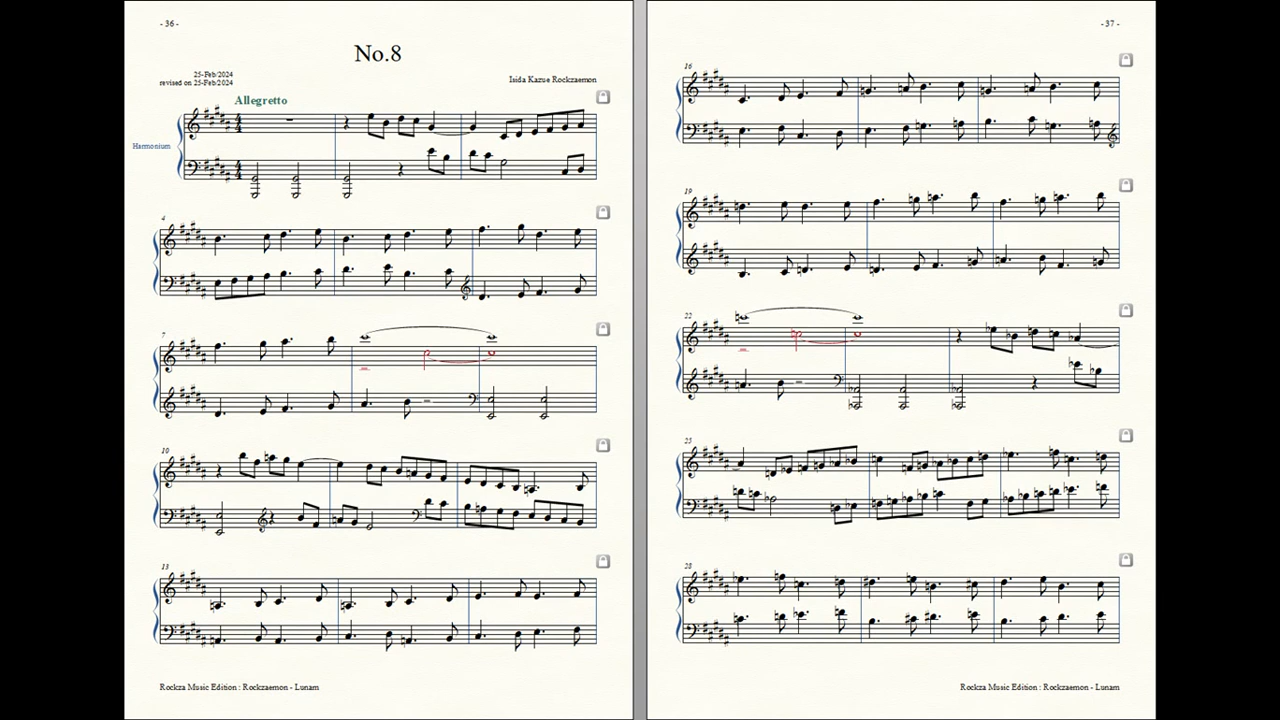 - 36 -
No.8
25-Feb/2024
revised on 25-Feb/2024
Isida Kazue Rockzaemon
Allegretto
Harmonium
4
7
10
13
Rockza Music Edition : Rockzaemon - Lunam
- 37 -
16
19
22
25
28
Rockza Music Edition : Rockzaemon - Lunam